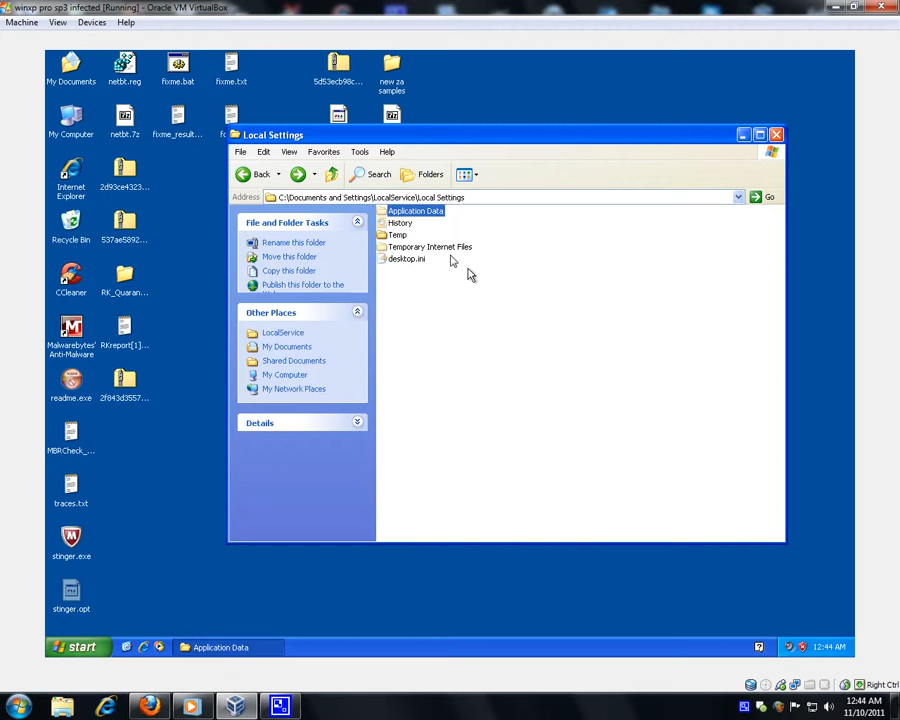 winxp pro sp3 infected [Running] - Oracle VM VirtualBox
Machine View Devices Help
My Documents
netbt.reg
fixme.bat
fixme.txt
5d53ecb98c...
new za
samples
My Computer
netbt.7z
fixme_result...
Internet
Explorer
2d93ce4323...
Recycle Bin
537ae5892...
CCleaner
RK_Quaran...
Malwarebytes'
Anti-Malware
RKreport[1]...
readme.exe
2f843d3557...
MBRCheck_...
traces.txt
stinger.exe
stinger.opt
Local Settings
File Edit View Favorites Tools Help
Back Search Folders
Address C:\Documents and Settings\LocalService\Local Settings Go
File and Folder Tasks
Rename this folder
Move this folder
Copy this folder
Publish this folder to the
Other Places
LocalService
My Documents
Shared Documents
My Computer
My Network Places
Details
Application Data
History
Temp
Temporary Internet Files
desktop.ini
start
Application Data
12:44 AM
Right Ctrl
12:44 AM
11/10/2011